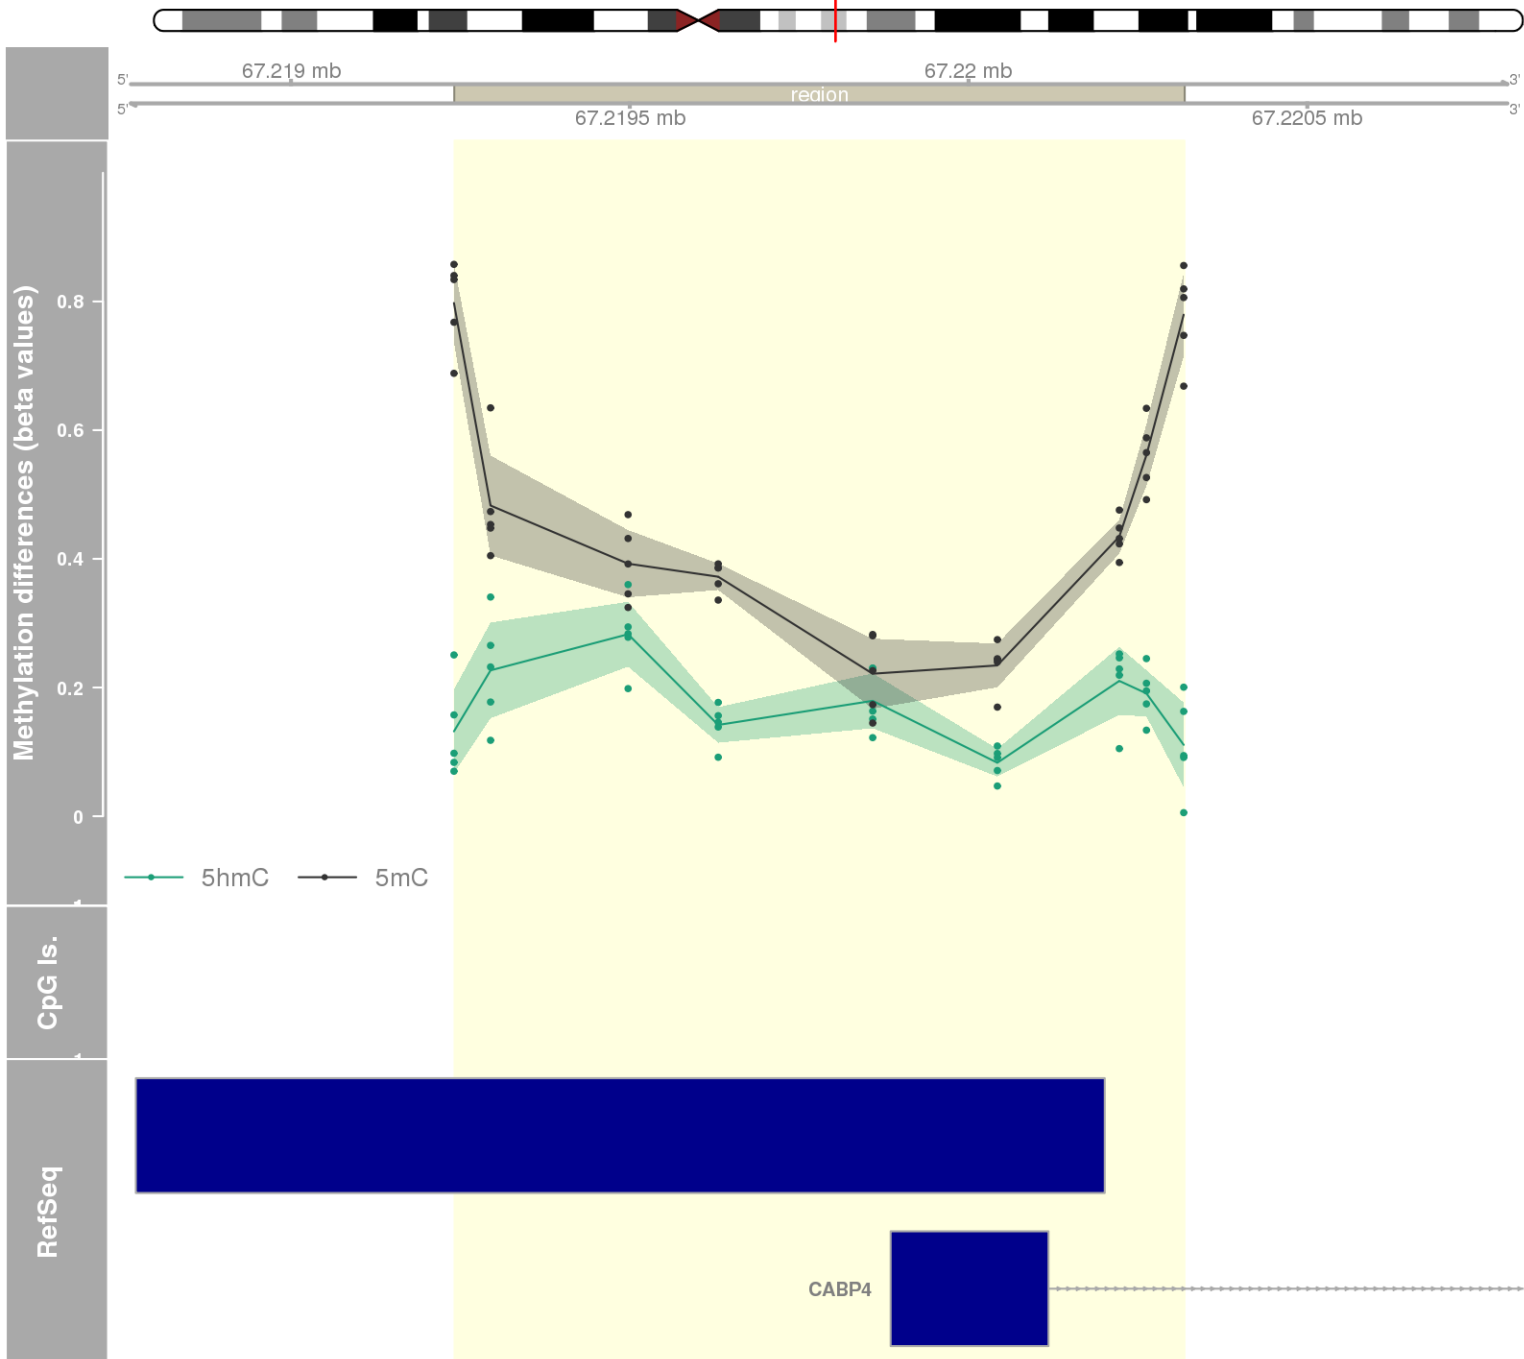 67.219 mb
67.22 mb
5'
3'
region
5'
3'
67.2195 mb
67.2205 mb
Methylation differences (beta values)
0.8
0.6
0.4
0.2
0
5hmC
5mC
CpG Is.
RefSeq
CABP4